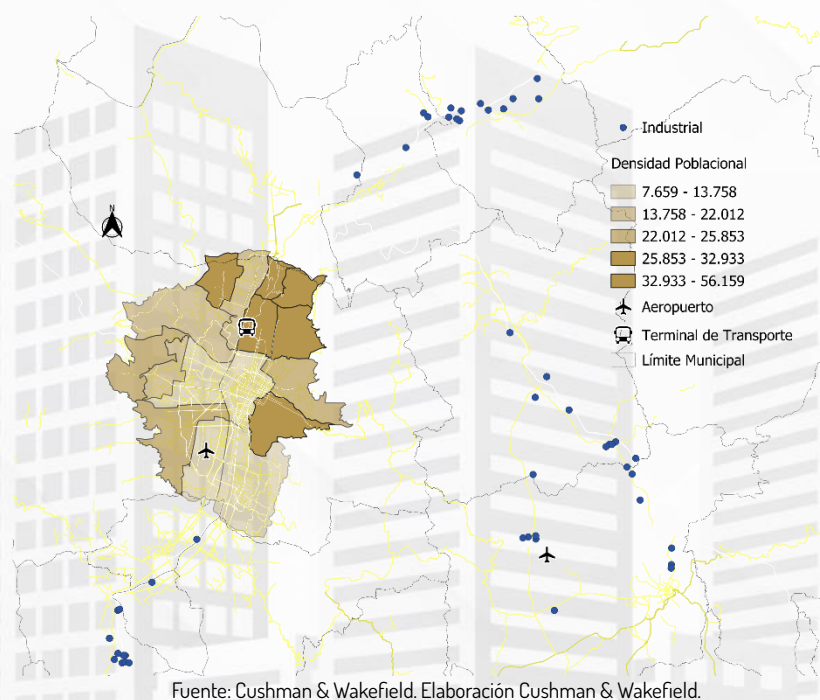 Industrial
Densidad Poblacional
7.659 - 13.758
13.758 - 22.012
22.012 - 25.853
25.853 - 32.933
32.933 - 56.159
Aeropuerto
Terminal de Transporte
Límite Municipal
N
Fuente: Cushman & Wakefield. Elaboración Cushman & Wakefield.